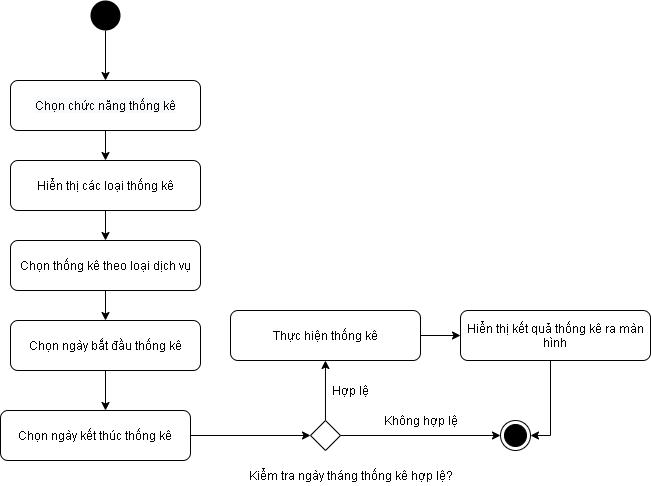 Chọn chức năng thống kê
Hiển thị các loại thống kê
Chọn thống kê theo loại dịch vụ
Chọn ngày bắt đầu thống kê
Chọn ngày kết thúc thống kê
Thực hiện thống kê
Hiển thị kết quả thống kê ra màn
hình
Hợp lệ
Không hợp lệ
Kiểm tra ngày tháng thống kê hợp lệ?